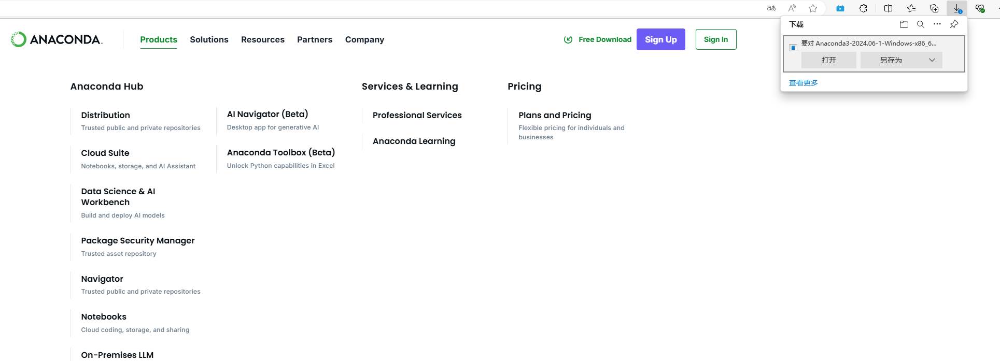 aあ
下载
要对 Anaconda3-2024.06-1-Windows-x86_6...
打开
另存为
查看更多
ANACONDA.
Products
Solutions
Resources
Partners
Company
Free Download
Sign Up
Sign In
Anaconda Hub
Distribution
Trusted public and private repositories
Cloud Suite
Notebooks, storage, and AI Assistant
Data Science & AI
Workbench
Build and deploy AI models
Package Security Manager
Trusted asset repository
Navigator
Trusted public and private repositories
Notebooks
Cloud coding, storage, and sharing
On-Premises LLM
AI Navigator (Beta)
Desktop app for generative AI
Anaconda Toolbox (Beta)
Unlock Python capabilities in Excel
Services & Learning
Professional Services
Anaconda Learning
Pricing
Plans and Pricing
Flexible pricing for individuals and
businesses